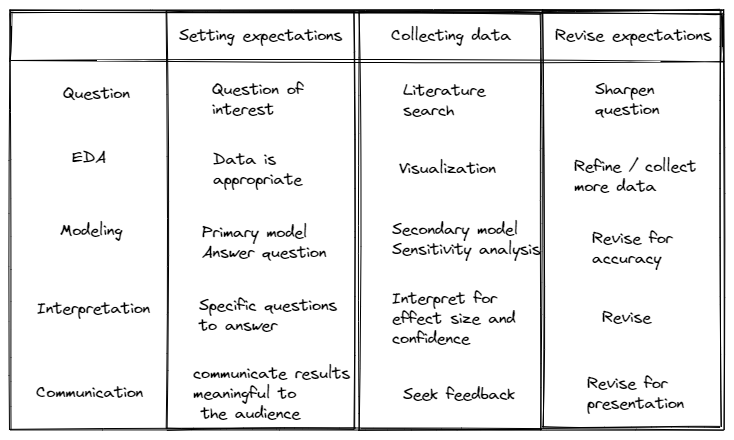 Setting expectations Collecting data Revise expectations
Question
Question of
interest
Literature
search
Sharpen
question
EDA
Data is
appropriate
Visualization
Refine / collect
more data
Modeling
Primary model
Answer question
Secondary model
Sensitivity analysis
Revise for
accuracy
Interpretation
Specific questions
to answer
Interpret for
effect size and
confidence
Revise
Communication
communicate results
meaningful to
the audience
Seek feedback
Revise for
presentation